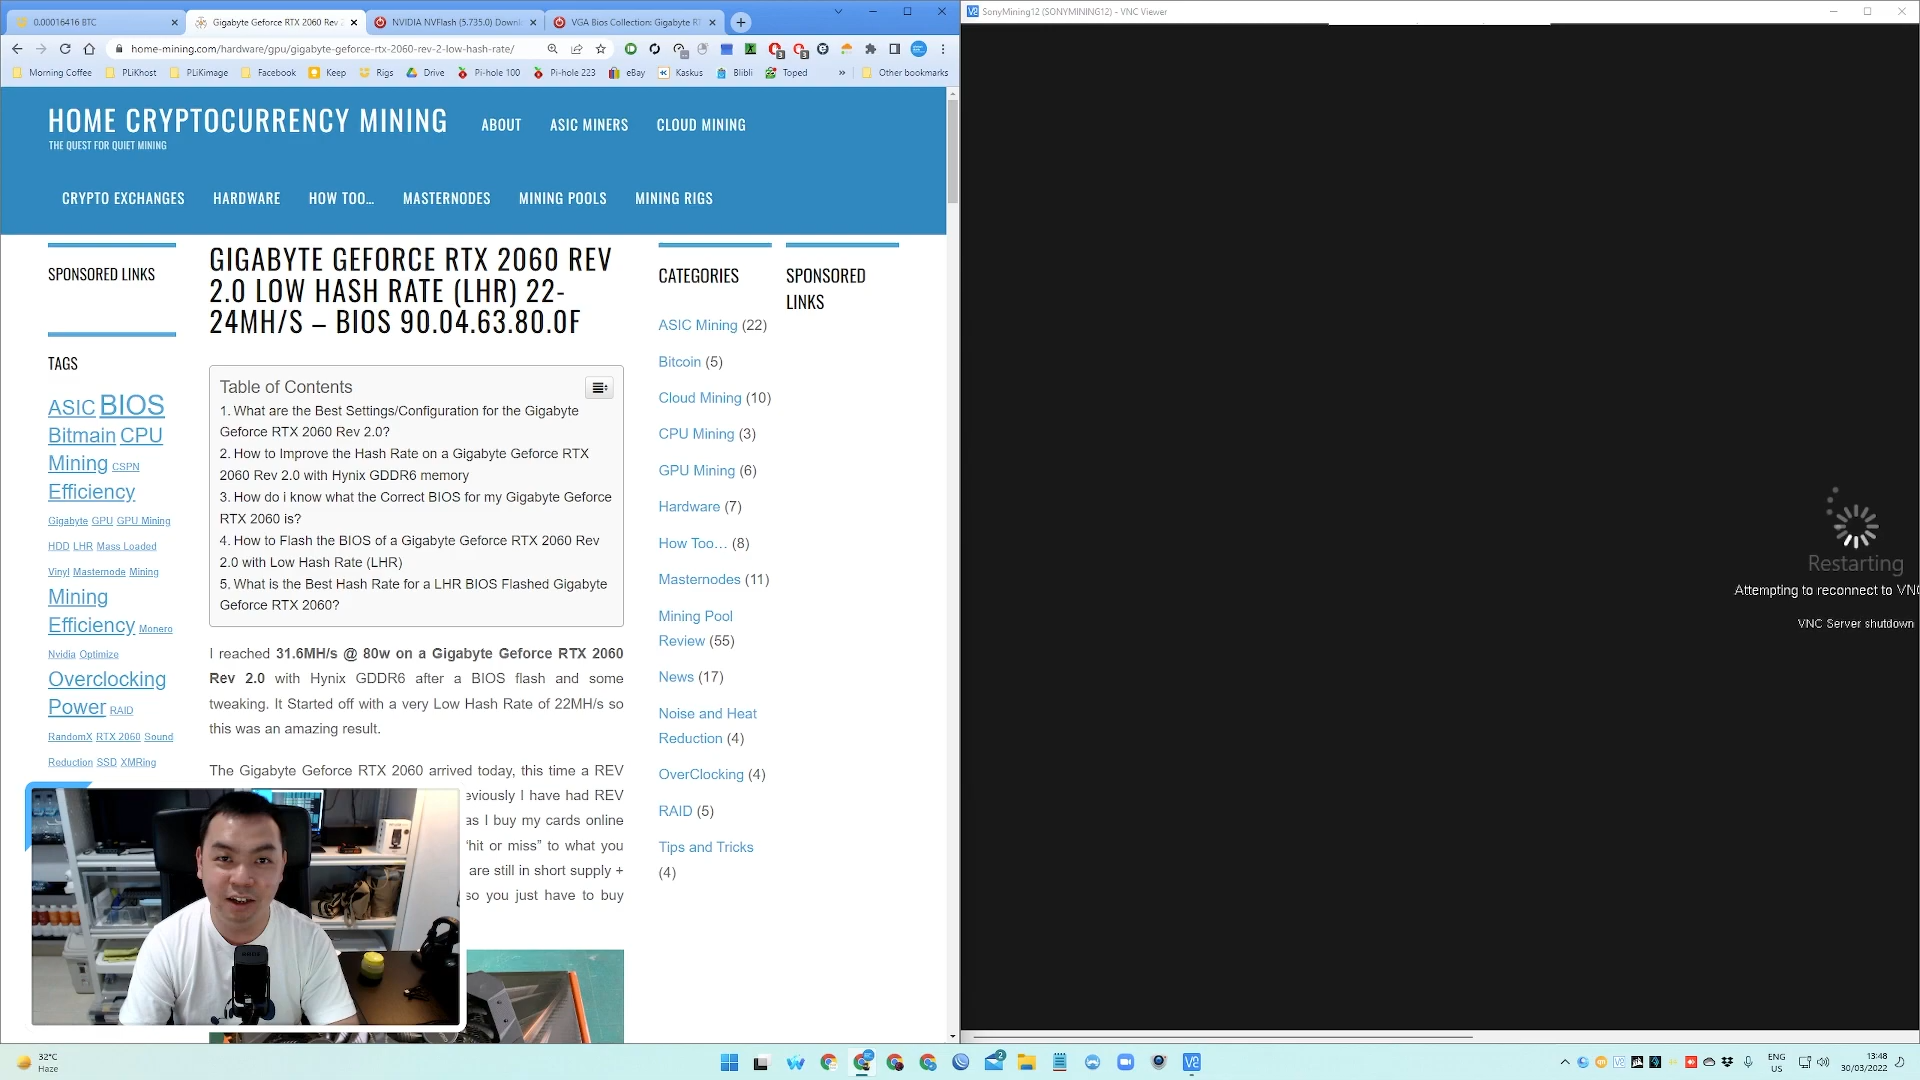 0.00016416 BTC
Gigabyte Geforce RTX 2060 Rev 2
NVIDIA NVFlash (5.735.0) Downl
VGA Bios Collection: Gigabyte R
SonyMining12 (SONYMINING12) - VNC Viewer
home-mining.com/hardware/gpu/gigabyte-geforce-rtx-2060-rev-2-low-hash-rate/
Morning Coffee PLiKhost PLiKimage Facebook Keep Rigs Drive Pi-hole 100 Pi-hole 223 eBay Kaskus Blibli Toped » Other bookmarks
HOME CRYPTOCURRENCY MINING
THE QUEST FOR QUIET MINING
ABOUT ASIC MINERS CLOUD MINING
CRYPTO EXCHANGES HARDWARE HOW TOO... MASTERNODES MINING POOLS MINING RIGS
SPONSORED LINKS
TAGS
ASIC BIOS
Bitmain CPU
Mining CSPN
Efficiency
Gigabyte GPU GPU Mining
HDD LHR Mass Loaded
Vinyl Masternode Mining
Mining
Efficiency Monero
Nvidia Optimize
Overclocking
Power RAID
RandomX RTX 2060 Sound
Reduction SSD XMRing
GIGABYTE GEFORCE RTX 2060 REV
2.0 LOW HASH RATE (LHR) 22-
24MH/S – BIOS 90.04.63.80.0F
Table of Contents
1. What are the Best Settings/Configuration for the Gigabyte
Geforce RTX 2060 Rev 2.0?
2. How to Improve the Hash Rate on a Gigabyte Geforce RTX
2060 Rev 2.0 with Hynix GDDR6 memory
3. How do i know what the Correct BIOS for my Gigabyte Geforce
RTX 2060 is?
4. How to Flash the BIOS of a Gigabyte Geforce RTX 2060 Rev
2.0 with Low Hash Rate (LHR)
5. What is the Best Hash Rate for a LHR BIOS Flashed Gigabyte
Geforce RTX 2060?
I reached 31.6MH/s @ 80w on a Gigabyte Geforce RTX 2060
Rev 2.0 with Hynix GDDR6 after a BIOS flash and some
tweaking. It Started off with a very Low Hash Rate of 22MH/s so
this was an amazing result.
The Gigabyte Geforce RTX 2060 arrived today, this time a REV
eviously I have had REV
as I buy my cards online
"hit or miss" to what you
are still in short supply +
so you just have to buy
CATEGORIES
ASIC Mining (22)
Bitcoin (5)
Cloud Mining (10)
CPU Mining (3)
GPU Mining (6)
Hardware (7)
How Too... (8)
Masternodes (11)
Mining Pool
Review (55)
News (17)
Noise and Heat
Reduction (4)
OverClocking (4)
RAID (5)
Tips and Tricks
(4)
SPONSORED
LINKS
Restarting
Attempting to reconnect to VNC
VNC Server shutdown
32°C
Haze
2
ENG
US
13:48
30/03/2022